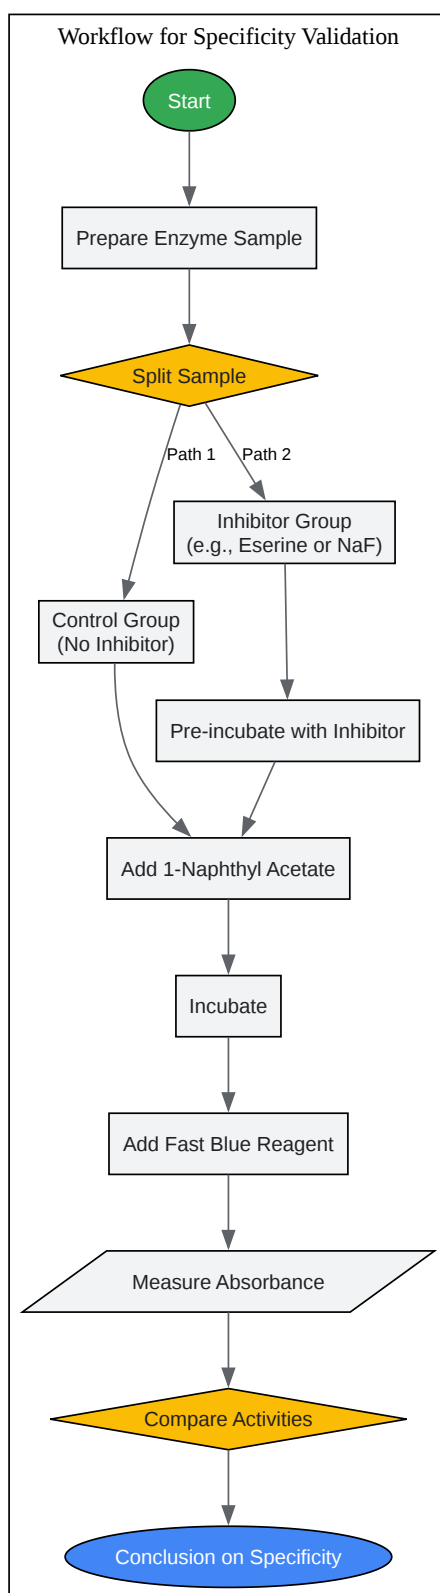 Workflow for Specificity Validation
Start
Prepare Enzyme Sample
Split Sample
Path 1
Path 2
Inhibitor Group
(e.g., Eserine or NaF)
Control Group
(No Inhibitor)
Pre-incubate with Inhibitor
Add 1-Naphthyl Acetate
Incubate
Add Fast Blue Reagent
Measure Absorbance
Compare Activities
Conclusion on Specificity